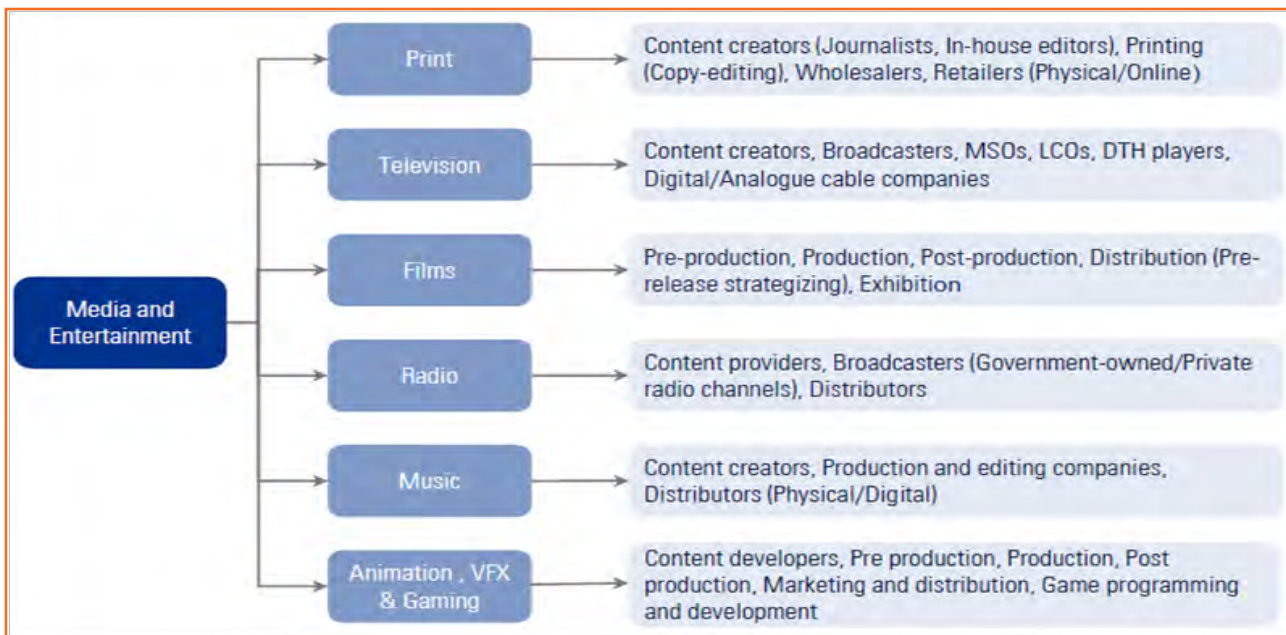 Print
Content creators (Journalists, In-house editors), Printing
(Copy-editing), Wholesalers, Retailers (Physical/Online)
Television
Content creators, Broadcasters, MSOs, LCOs, DTH players,
Digital/Analogue cable companies
Films
Pre-production, Production, Post-production, Distribution (Pre-
release strategizing), Exhibition
Media and
Entertainment
Radio
Content providers, Broadcasters (Government-owned/Private
radio channels), Distributors
Music
Content creators, Production and editing companies,
Distributors (Physical/Digital)
Animation , VFX
& Gaming
Content developers, Pre production, Production, Post
production, Marketing and distribution, Game programming
and development